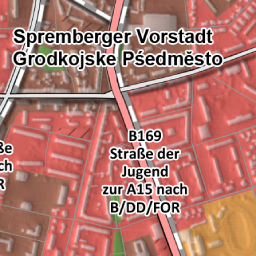 Spremberger Vorstadt
Grodkojske Pśedměsto
B169
Straße der
Jugend
zur A15 nach
B/DD/FOR